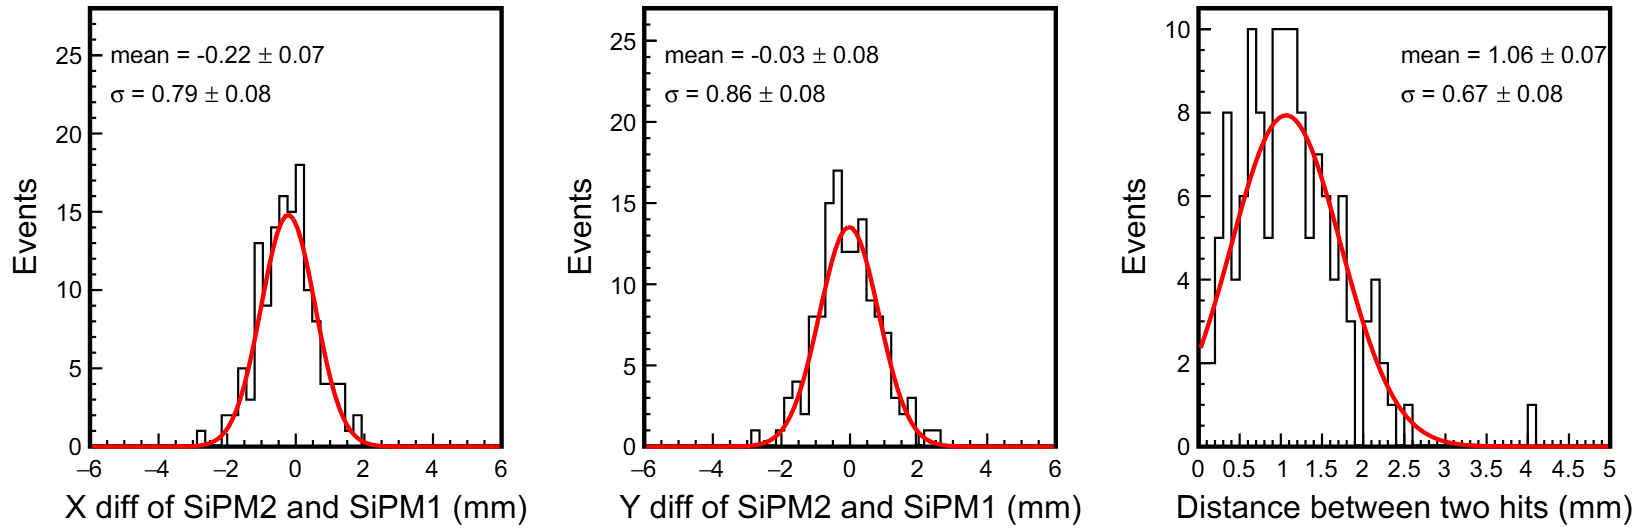 mean = -0.22 ± 0.07
σ = 0.79 ± 0.08
Events
25
20
15
10
5
0
−6 −4 −2 0 2 4 6
X diff of SiPM2 and SiPM1 (mm)
mean = -0.03 ± 0.08
σ = 0.86 ± 0.08
Events
25
20
15
10
5
0
−6 −4 −2 0 2 4 6
Y diff of SiPM2 and SiPM1 (mm)
mean = 1.06 ± 0.07
σ = 0.67 ± 0.08
Events
10
8
6
4
2
0
0 0.5 1 1.5 2 2.5 3 3.5 4 4.5 5
Distance between two hits (mm)